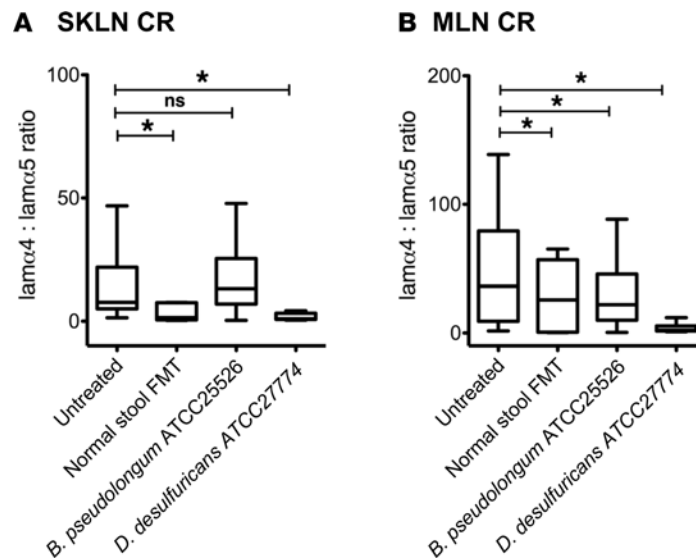 A SKLN CR
lamα4 : lamα5 ratio
100
50
0
*
ns
*
Untreated
Normal stool FMT
B. pseudolongum ATCC25526
D. desulfuricans ATCC27774
B MLN CR
lamα4 : lamα5 ratio
200
100
0
*
*
*
Untreated
Normal stool FMT
B. pseudolongum ATCC25526
D. desulfuricans ATCC27774